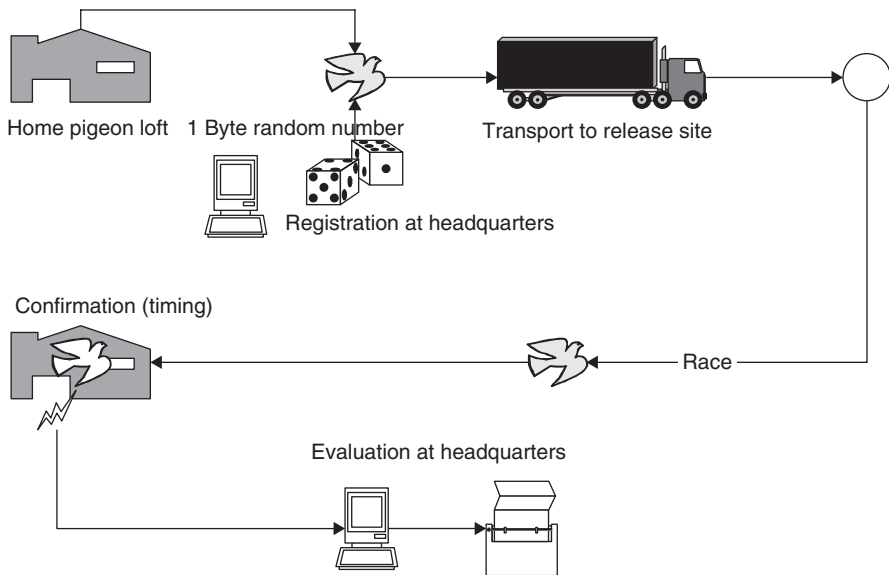 Home pigeon loft
1 Byte random number
Transport to release site
Registration at headquarters
Confirmation (timing)
Race
Evaluation at headquarters